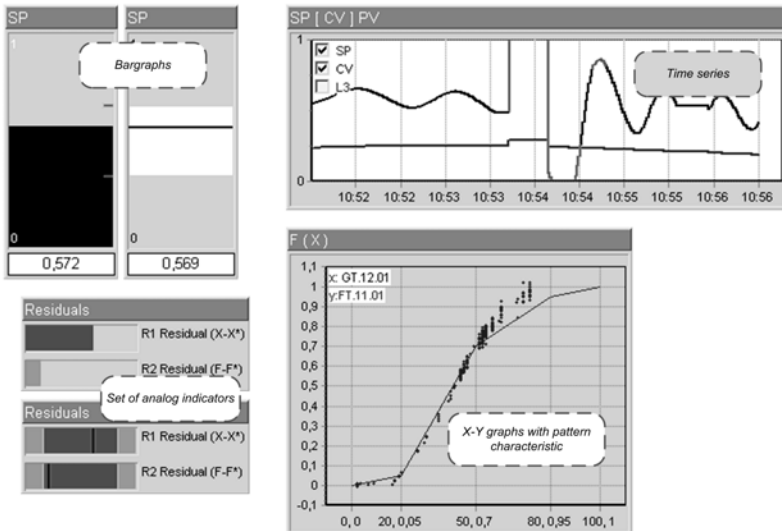 SP
SP
1
Bargraphs
0
0
0,572
0,569
Residuals
R1 Residual (X-X*)
R2 Residual (F-F*)
Set of analog indicators
Residuals
R1 Residual (X-X*)
R2 Residual (F-F*)
SP [ CV ] PV
1
SP
CV
L3
Time series
0
10:52 10:52 10:53 10:53 10:54 10:54 10:55 10:55 10:56 10:56
F (X)
1,1
x: GT.12.01
1
y:FT.11.01
0,9
0,8
0,7
0,6
0,5
0,4
0,3
0,2
0,1
0
-0,1
X-Y graphs with pattern
characteristic
0, 0 20, 0,05 50, 0,7 80, 0,95 100, 1